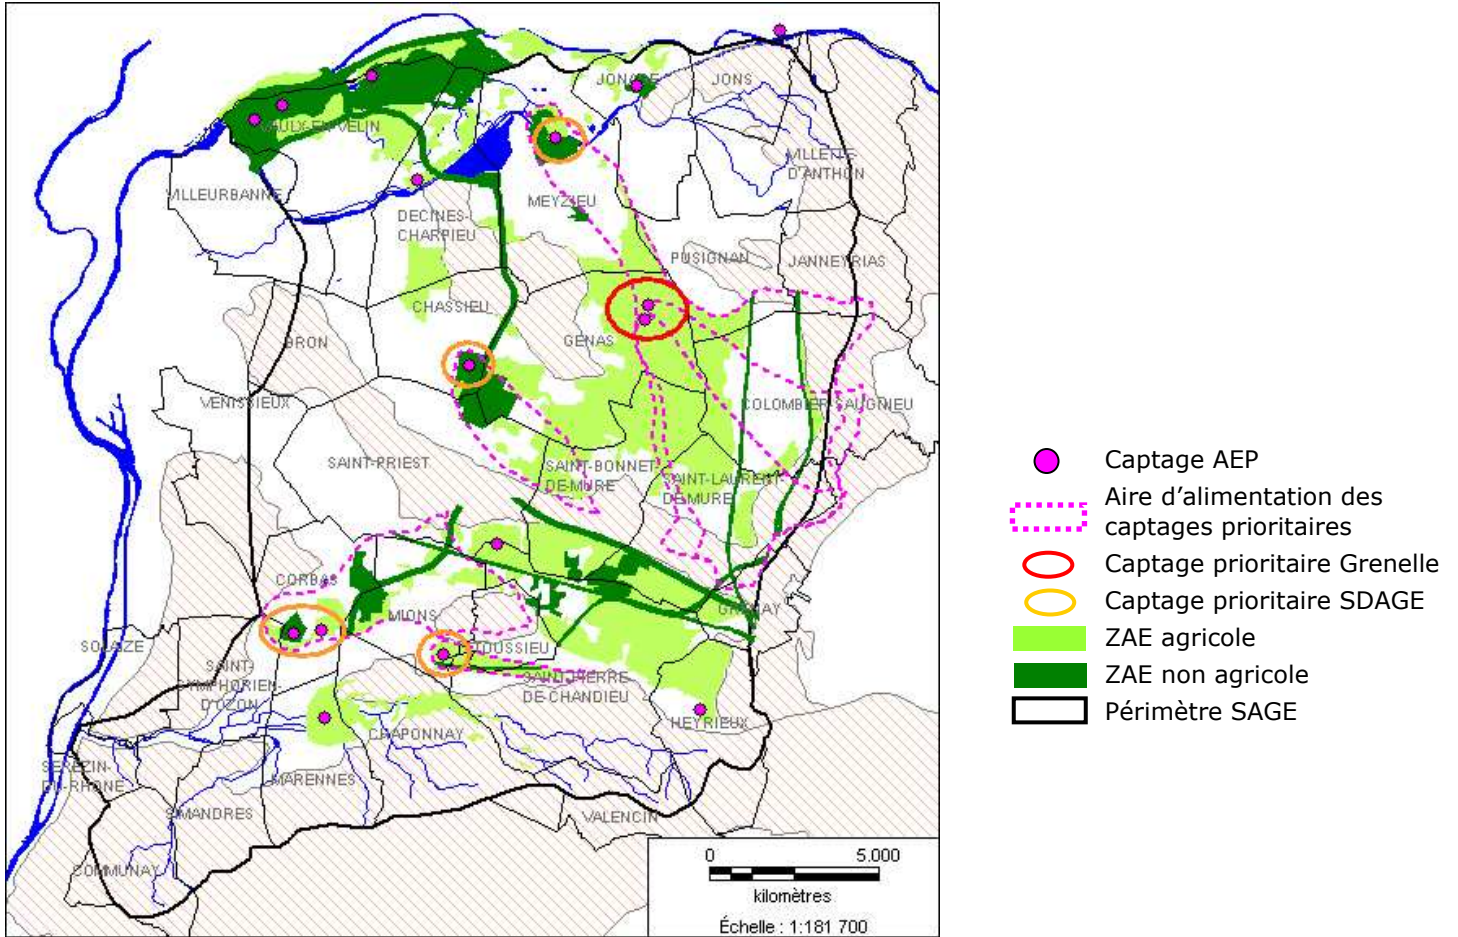 JONAGE
JONS
VAULX-EN-VELIN
VILLETTE-
D'ANTHON
VILLEURBANNE
MEYZIEU
DECINES-
CHARPIEU
PUSIGNAN
JANNEYRIAS
CHASSIEU
GENAS
BRON
VENISSIEUX
COLOMBIER-SAUGNIEU
SAINT-PRIEST
SAINT-BONNET-
DE-MURE
SAINT-LAURENT-
DE-MURE
CORBAS
MIONS
GRENAY
SOLAIZE
TOUSSIEU
SAINT-
SYMPHORIEN-
D'OZON
SAINT-PIERRE-
DE-CHANDIEU
HEYRIEUX
CHAPONNAY
SEREZIN-
DU-RHONE
MARENNES
SIMANDRES
VALENCIN
COMMUNAY
0 5.000
kilomètres
Échelle : 1:181 700
Captage AEP
Aire d’alimentation des
captages prioritaires
Captage prioritaire Grenelle
Captage prioritaire SDAGE
ZAE agricole
ZAE non agricole
Périmètre SAGE